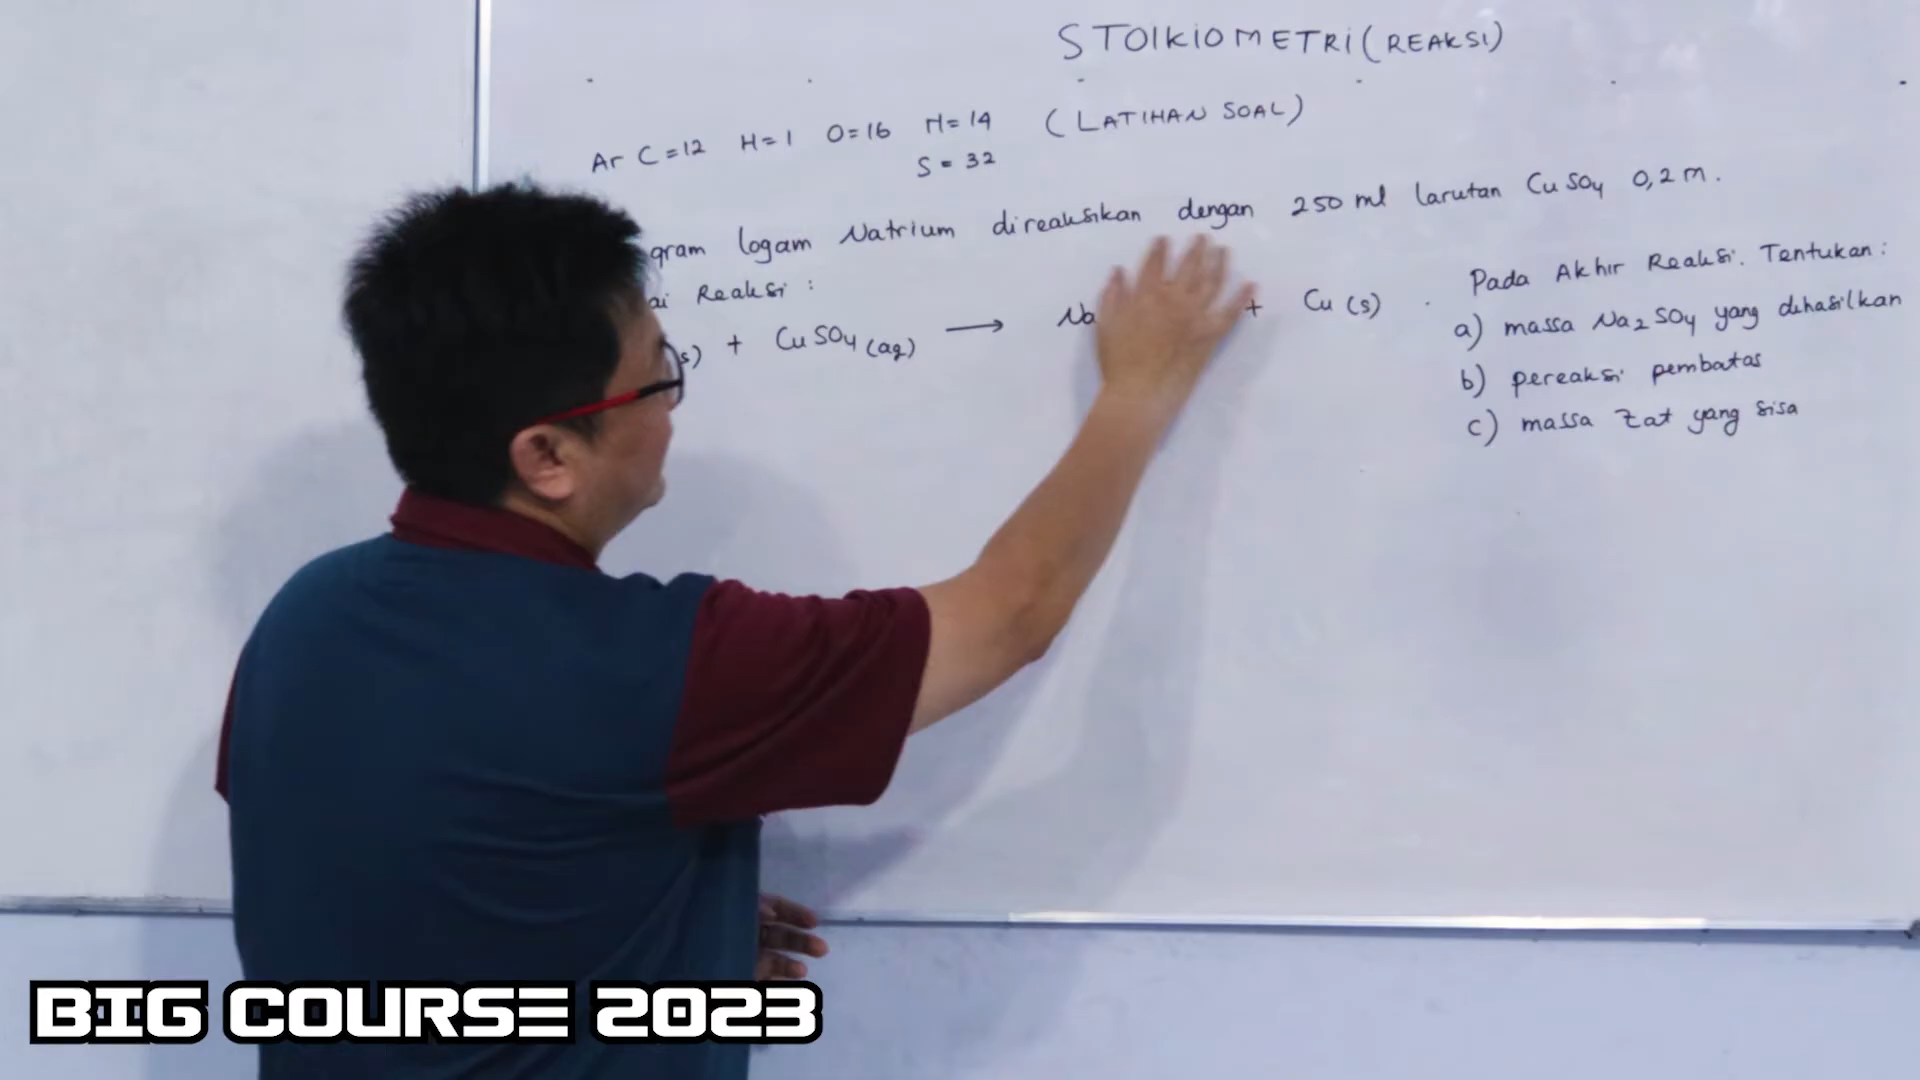 STOIKIOMETRI (REAKSI)
Ar C = 12 H = 1 O = 16 N = 14 (LATIHAN SOAL)
S = 32
gram logam Natrium direaksikan dengan 250 ml larutan CuSO4 0,2 M.
ai Reaksi :
s) + CuSO4 (aq) → Na + Cu (s) .
Pada Akhir Reaksi. Tentukan :
a) massa Na2SO4 yang dihasilkan
b) pereaksi pembatas
c) massa zat yang sisa
BIG COURSE 2023